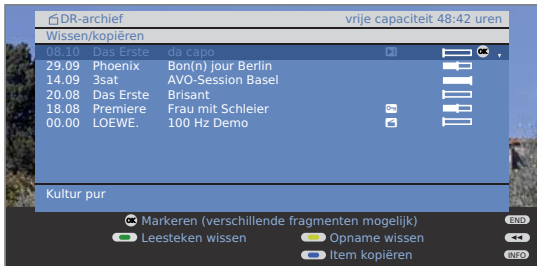 DR-archief vrije capaciteit 48:42 uren
Wissen/kopiëren
08.10 Das Erste da capo OK
29.09 Phoenix Bon(n) jour Berlin
14.09 3sat AVO-Session Basel
20.08 Das Erste Brisant
18.08 Premiere Frau mit Schleier
00.00 LOEWE. 100 Hz Demo
Kultur pur
OK Markeren (verschillende fragmenten mogelijk) END
Leesteken wissen Opname wissen
Item kopiëren INFO